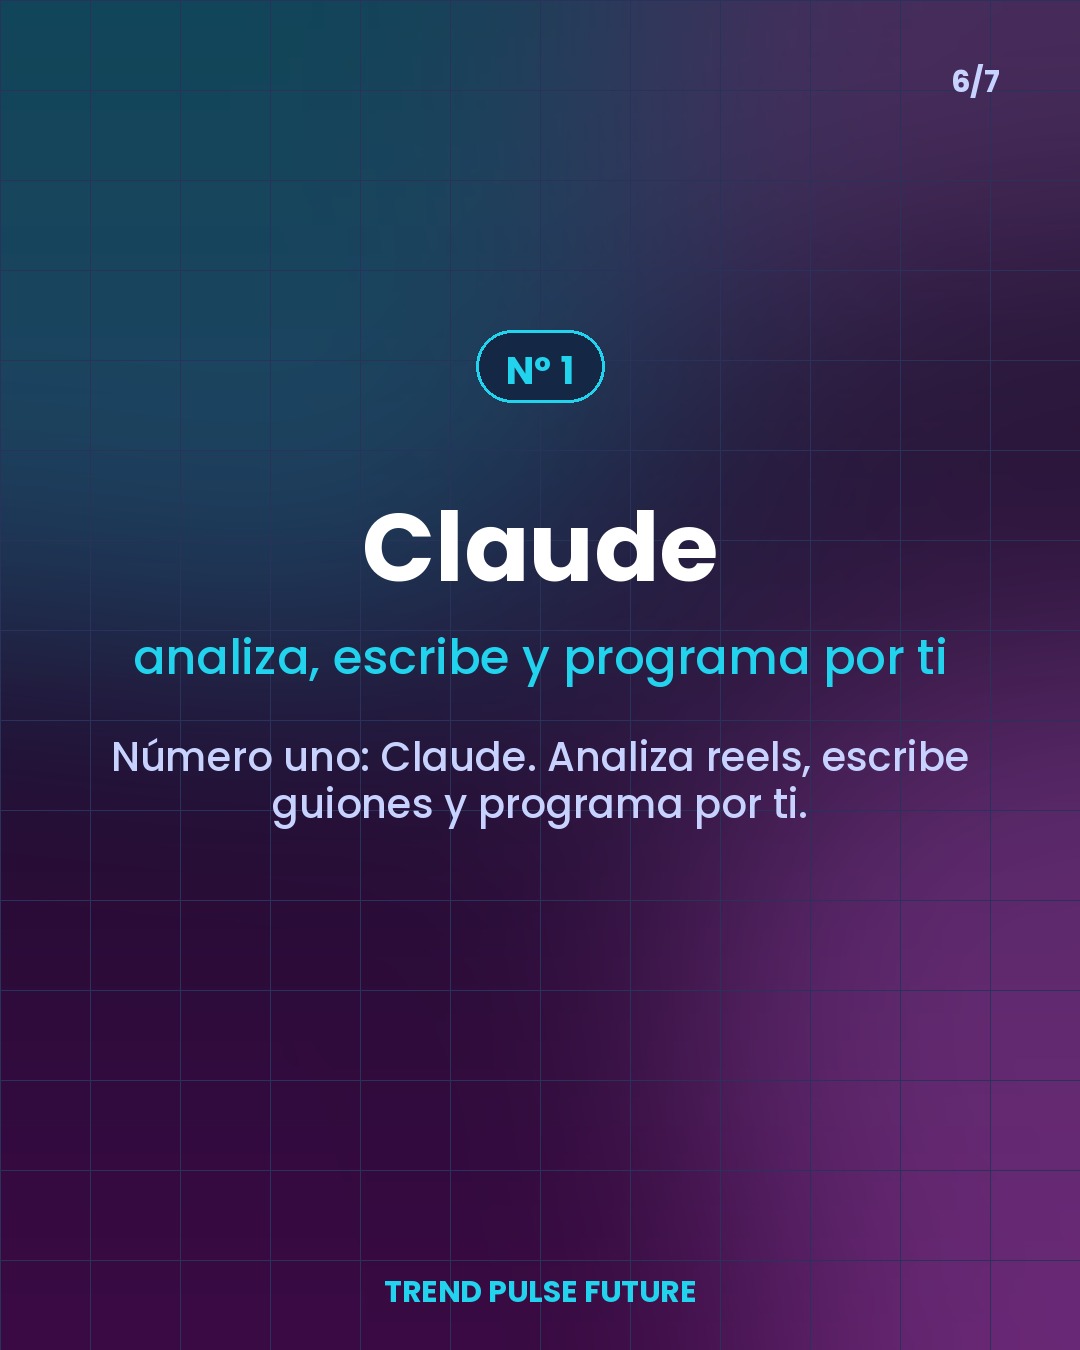 6/7
Nº 1
Claude
analiza, escribe y programa por ti
Número uno: Claude. Analiza reels, escribe
guiones y programa por ti.
TREND PULSE FUTURE